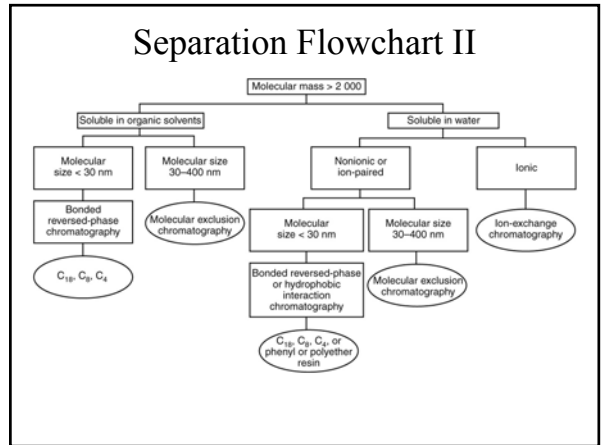 Separation Flowchart II
Molecular mass > 2 000
Soluble in organic solvents
Soluble in water
Molecular
size < 30 nm
Molecular size
30–400 nm
Nonionic or
ion-paired
Ionic
Bonded
reversed-phase
chromatography
Molecular exclusion
chromatography
Molecular
size < 30 nm
Molecular size
30–400 nm
Ion-exchange
chromatography
C₁₈, C₈, C₄
Bonded reversed-phase
or hydrophobic
interaction
chromatography
Molecular exclusion
chromatography
C₁₈, C₈, C₄, or
phenyl or polyether
resin